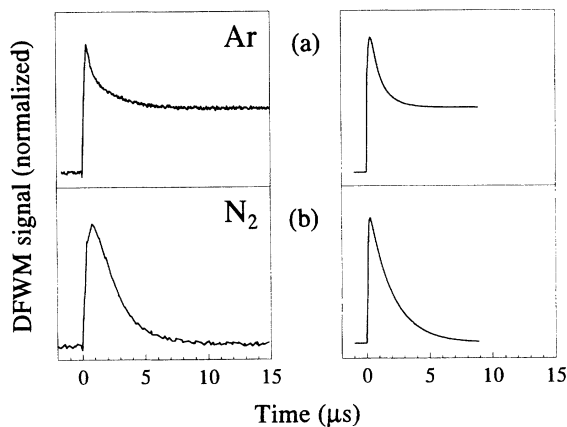 DFWM signal (normalized)
Ar
(a)
N2
(b)
0 5 10 15
0 5 10 15
Time (μs)